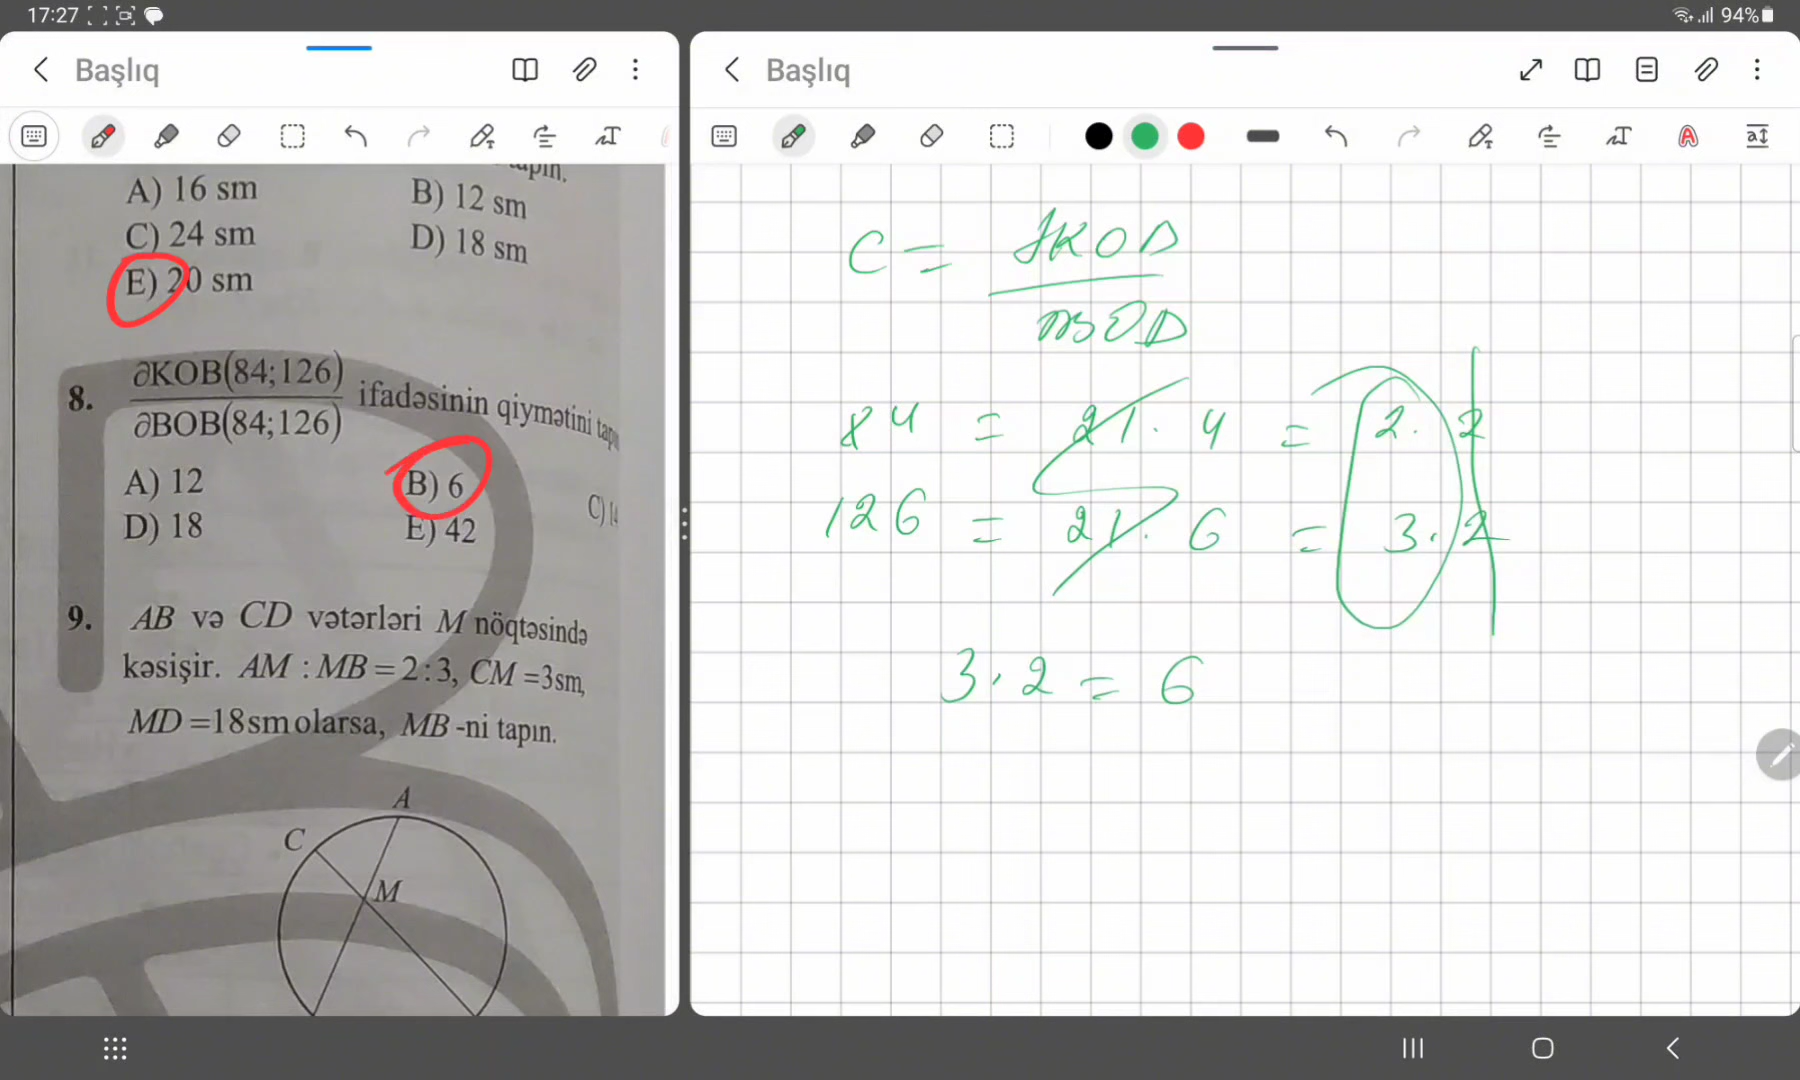 17:27
94%
Başlıq
Başlıq
A) 16 sm
B) 12 sm
C) 24 sm
D) 18 sm
E) 20 sm
8. ƏKOB(84;126)
ƏBOB(84;126)
ifadəsinin qiymətini
A) 12
B) 6
D) 18
E) 42
9. AB və CD vətərləri M nöqtəsində
kəsişir. AM : MB = 2:3, CM =3sm,
MD =18sm olarsa, MB -ni tapın.
A
C
M
84 = 21. 4 = 2. 2
126 = 21. 6 = 3. 2
3. 2 = 6